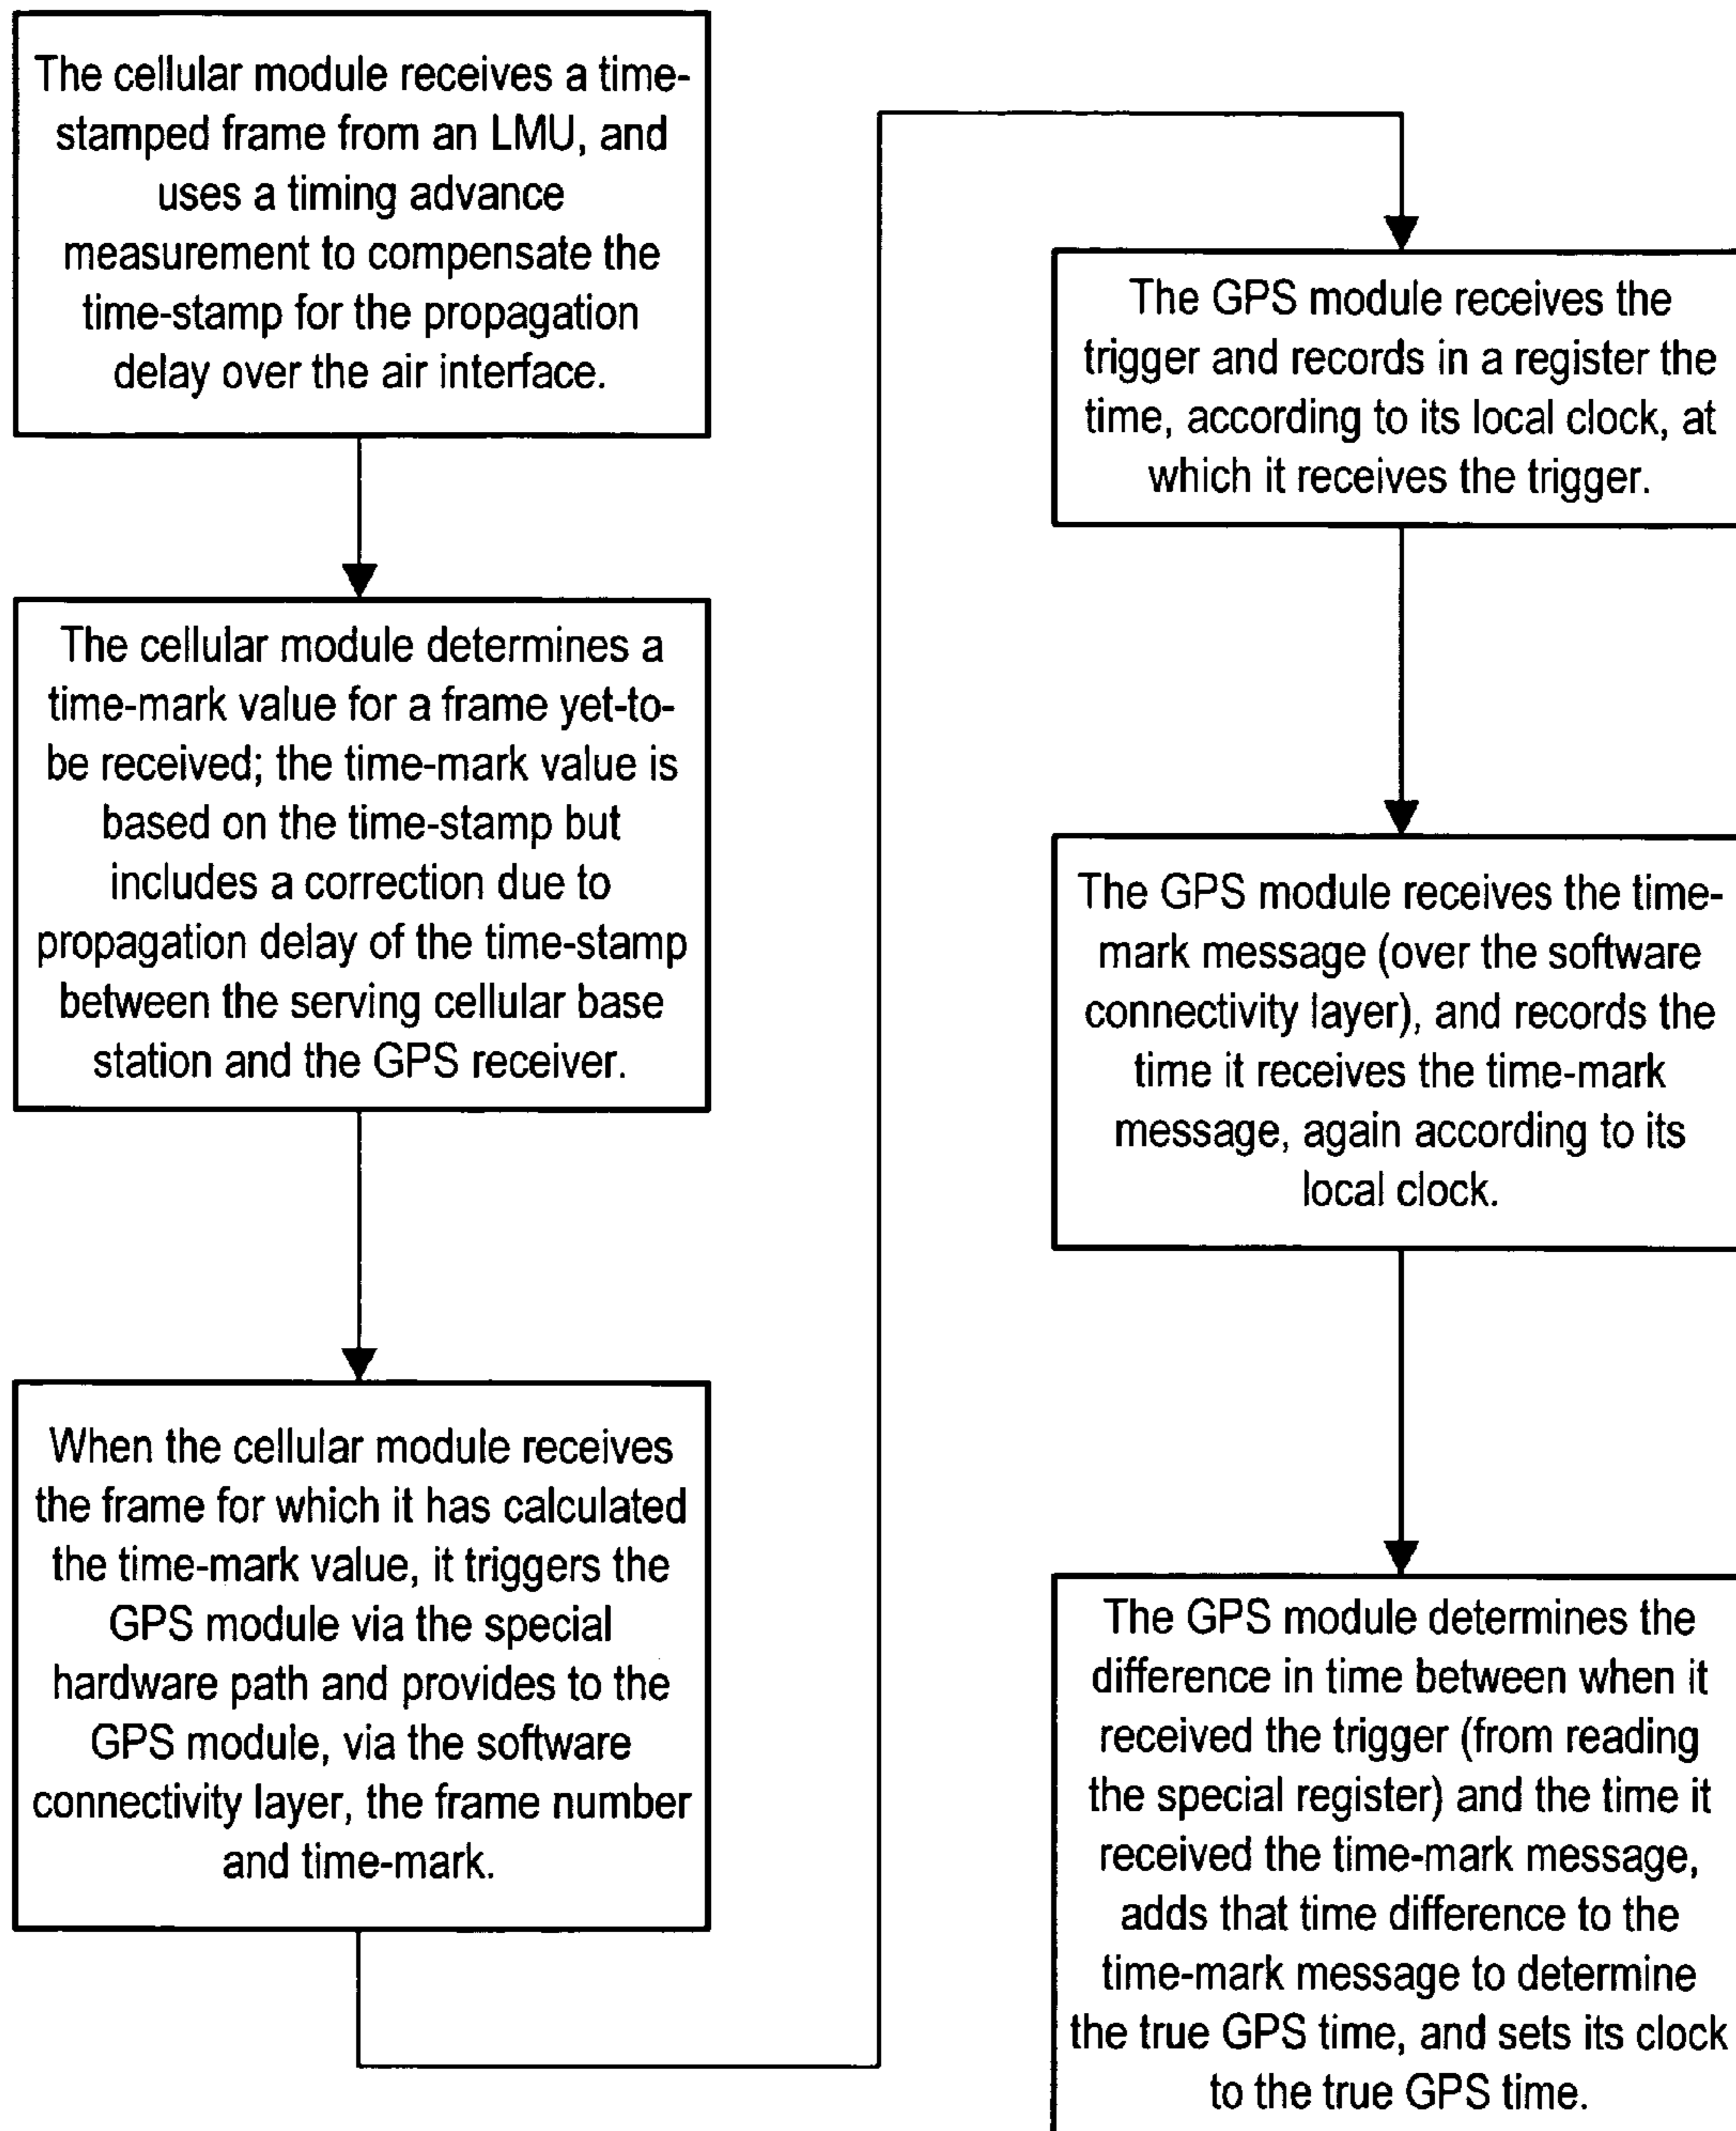 The cellular module receives a time-
stamped frame from an LMU, and
uses a timing advance
measurement to compensate the
time-stamp for the propagation
delay over the air interface.
The cellular module determines a
time-mark value for a frame yet-to-
be received; the time-mark value is
based on the time-stamp but
includes a correction due to
propagation delay of the time-stamp
between the serving cellular base
station and the GPS receiver.
When the cellular module receives
the frame for which it has calculated
the time-mark value, it triggers the
GPS module via the special
hardware path and provides to the
GPS module, via the software
connectivity layer, the frame number
and time-mark.
The GPS module receives the
trigger and records in a register the
time, according to its local clock, at
which it receives the trigger.
The GPS module receives the time-
mark message (over the software
connectivity layer), and records the
time it receives the time-mark
message, again according to its
local clock.
The GPS module determines the
difference in time between when it
received the trigger (from reading
the special register) and the time it
received the time-mark message,
adds that time difference to the
time-mark message to determine
the true GPS time, and sets its clock
to the true GPS time.